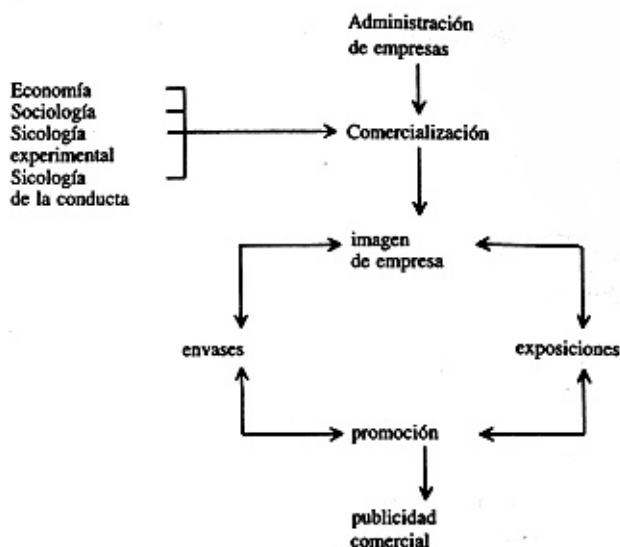 Administración
de empresas
Economía
Sociología
Sicología
experimental
Sicología
de la conducta
Comercialización
imagen
de empresa
envases
exposiciones
promoción
publicidad
comercial